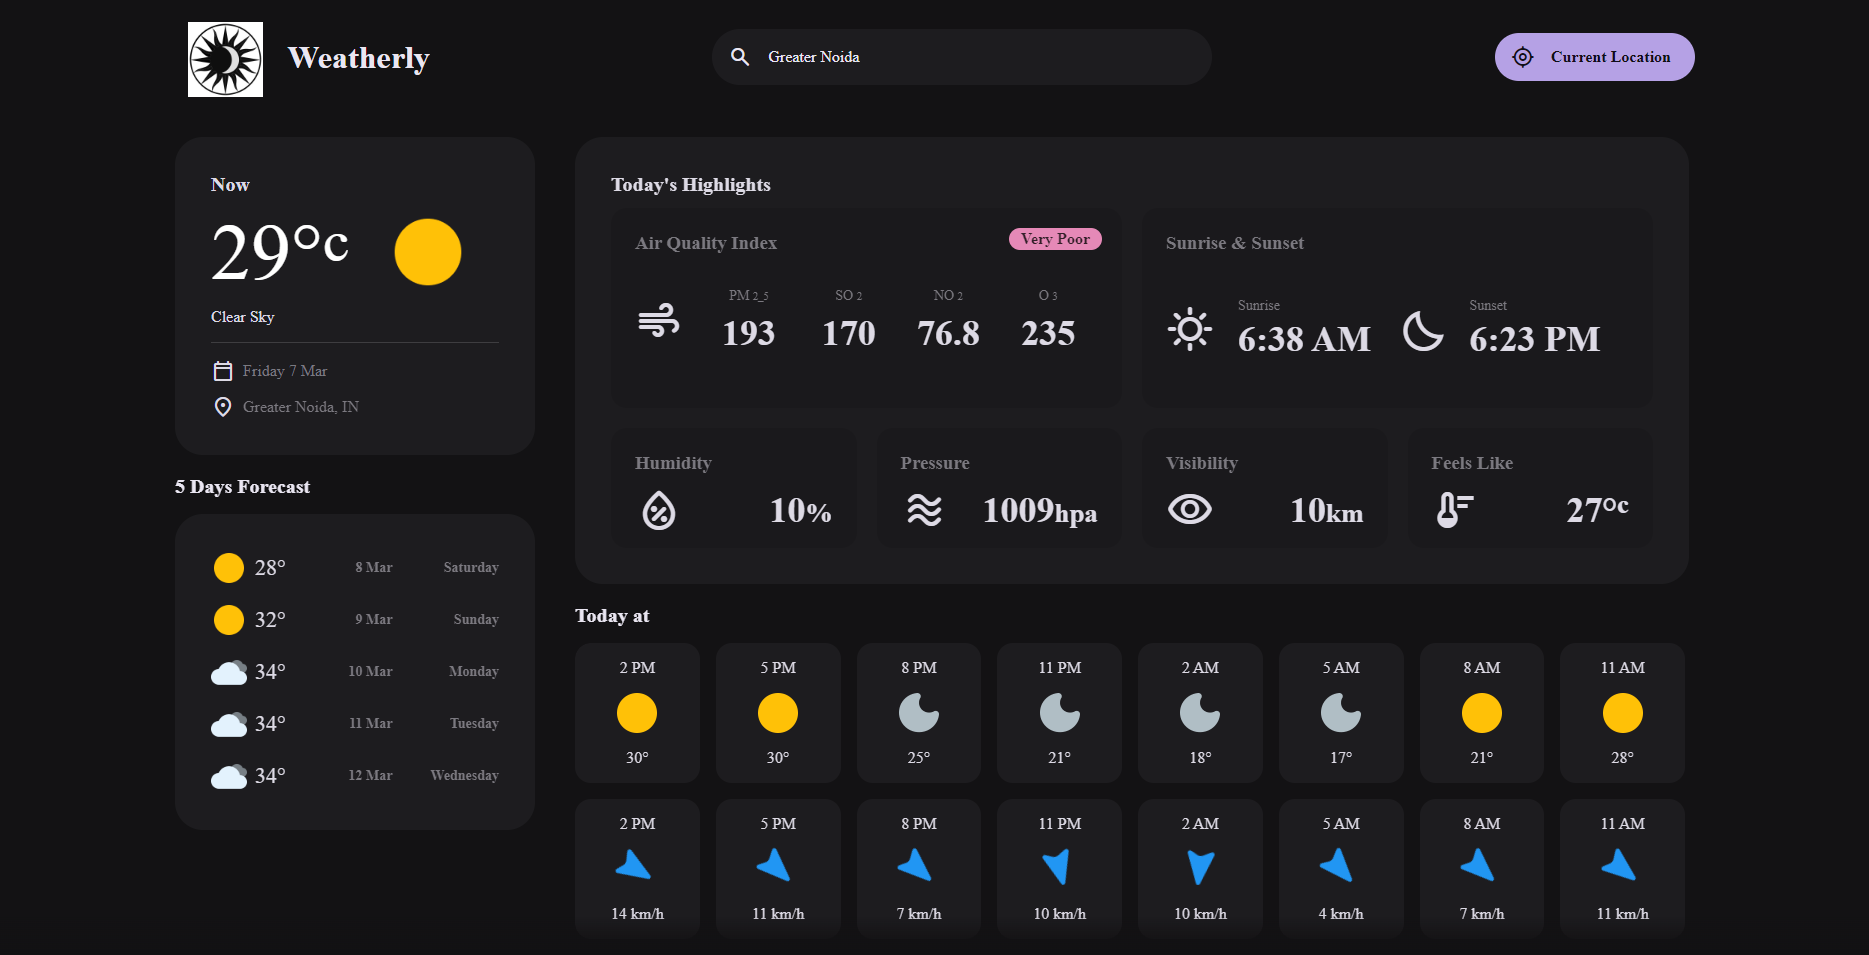 Weatherly
Greater Noida
Current Location
Now
29°c
Clear Sky
Friday 7 Mar
Greater Noida, IN
5 Days Forecast
28° 8 Mar Saturday
32° 9 Mar Sunday
34° 10 Mar Monday
34° 11 Mar Tuesday
34° 12 Mar Wednesday
Today's Highlights
Air Quality Index Very Poor
PM 2_5 SO 2 NO 2 O 3
193 170 76.8 235
Sunrise & Sunset
Sunrise Sunset
6:38 AM 6:23 PM
Humidity
10%
Pressure
1009hpa
Visibility
10km
Feels Like
27°c
Today at
2 PM 5 PM 8 PM 11 PM 2 AM 5 AM 8 AM 11 AM
30° 30° 25° 21° 18° 17° 21° 28°
2 PM 5 PM 8 PM 11 PM 2 AM 5 AM 8 AM 11 AM
14 km/h 11 km/h 7 km/h 10 km/h 10 km/h 4 km/h 7 km/h 11 km/h